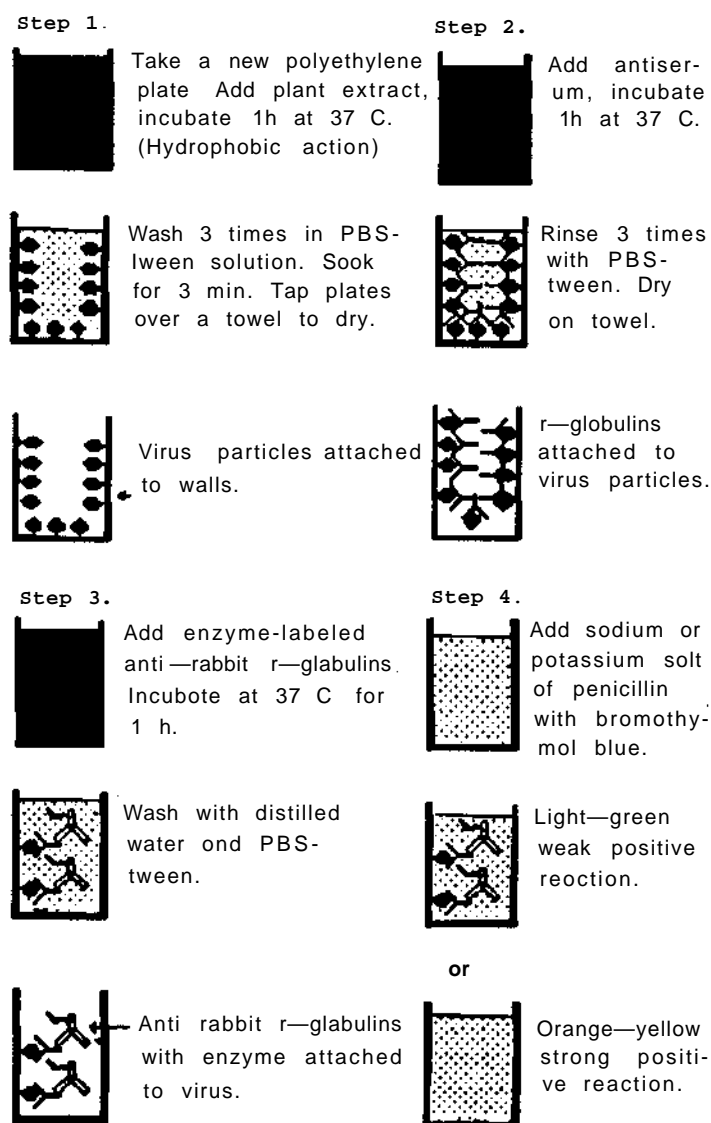 Step 1.
Take a new polyethylene
plate Add plant extract,
incubate 1h at 37 C.
(Hydrophobic action)
Wash 3 times in PBS-
Iween solution. Sook
for 3 min. Tap plates
over a towel to dry.
Virus particles attached
to walls.
Step 2.
Add antiser-
um, incubate
1h at 37 C.
Rinse 3 times
with PBS-
tween. Dry
on towel.
r—globulins
attached to
virus particles.
Step 3.
Add enzyme-labeled
anti—rabbit r—glabulins.
Incubote at 37 C for
1 h.
Wash with distilled
water ond PBS-
tween.
Anti rabbit r—glabulins
with enzyme attached
to virus.
Step 4.
Add sodium or
potassium solt
of penicillin
with bromothy-
mol blue.
Light—green
weak positive
reoction.
or
Orange—yellow
strong positi-
ve reaction.